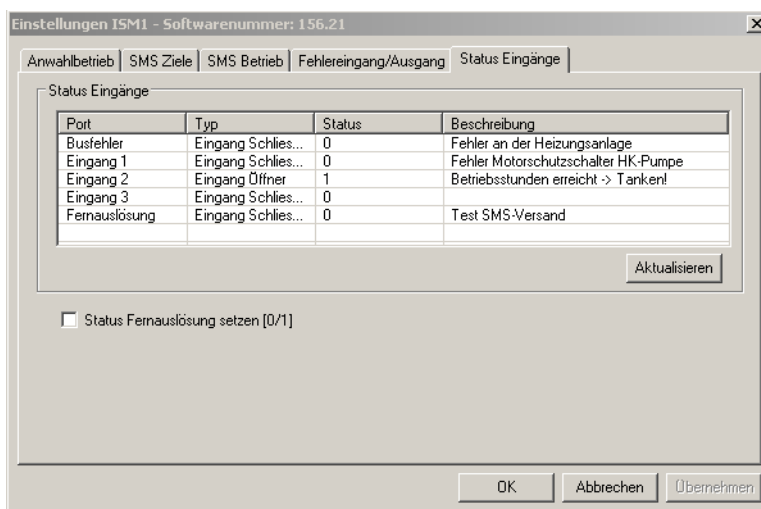 Einstellungen ISM1 - Softwarenummer: 156.21
Anwahlbetrieb SMS Ziele SMS Betrieb Fehlereingang/Ausgang Status Eingänge
Status Eingänge
Port Typ Status Beschreibung
Busfehler Eingang Schlies... 0 Fehler an der Heizungsanlage
Eingang 1 Eingang Schlies... 0 Fehler Motorschutzschalter HK-Pumpe
Eingang 2 Eingang Öffner 1 Betriebsstunden erreicht -> Tanken!
Eingang 3 Eingang Schlies... 0
Fernauslösung Eingang Schlies... 0 Test SMS-Versand
Aktualisieren
Status Fernauslösung setzen [0/1]
OK Abbrechen Übernehmen